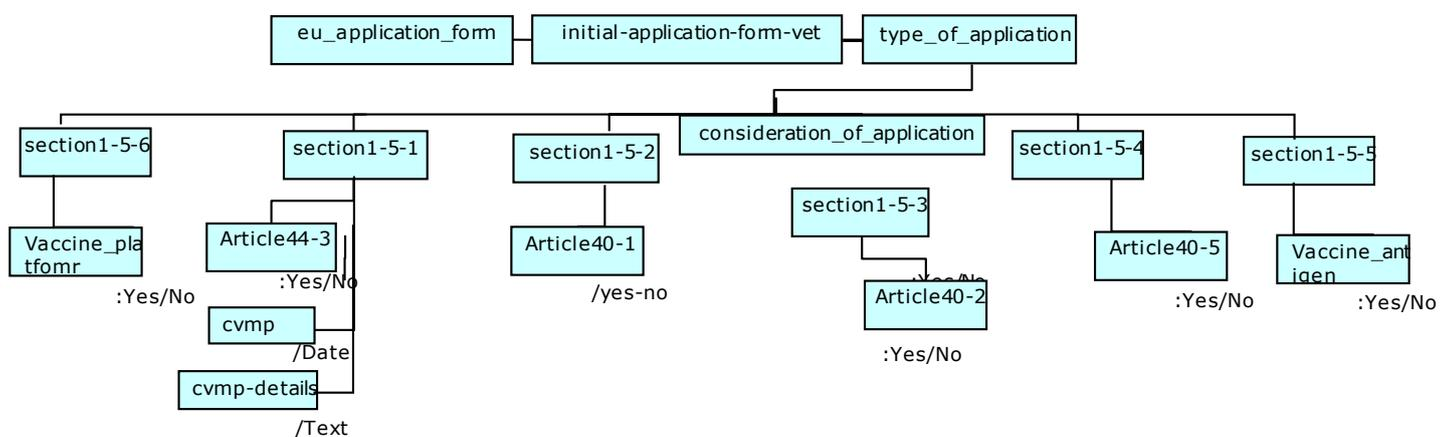 eu_application_form
initial-application-form-vet
type_of_application
consideration_of_application
section1-5-6
section1-5-1
section1-5-2
section1-5-4
section1-5-5
section1-5-3
Vaccine_pla
tfomr
:Yes/No
Article44-3
:Yes/No
cvmp
/Date
cvmp-details
/Text
Article40-1
/yes-no
:Yes/No
Article40-2
:Yes/No
Article40-5
:Yes/No
Vaccine_ant
igen
:Yes/No